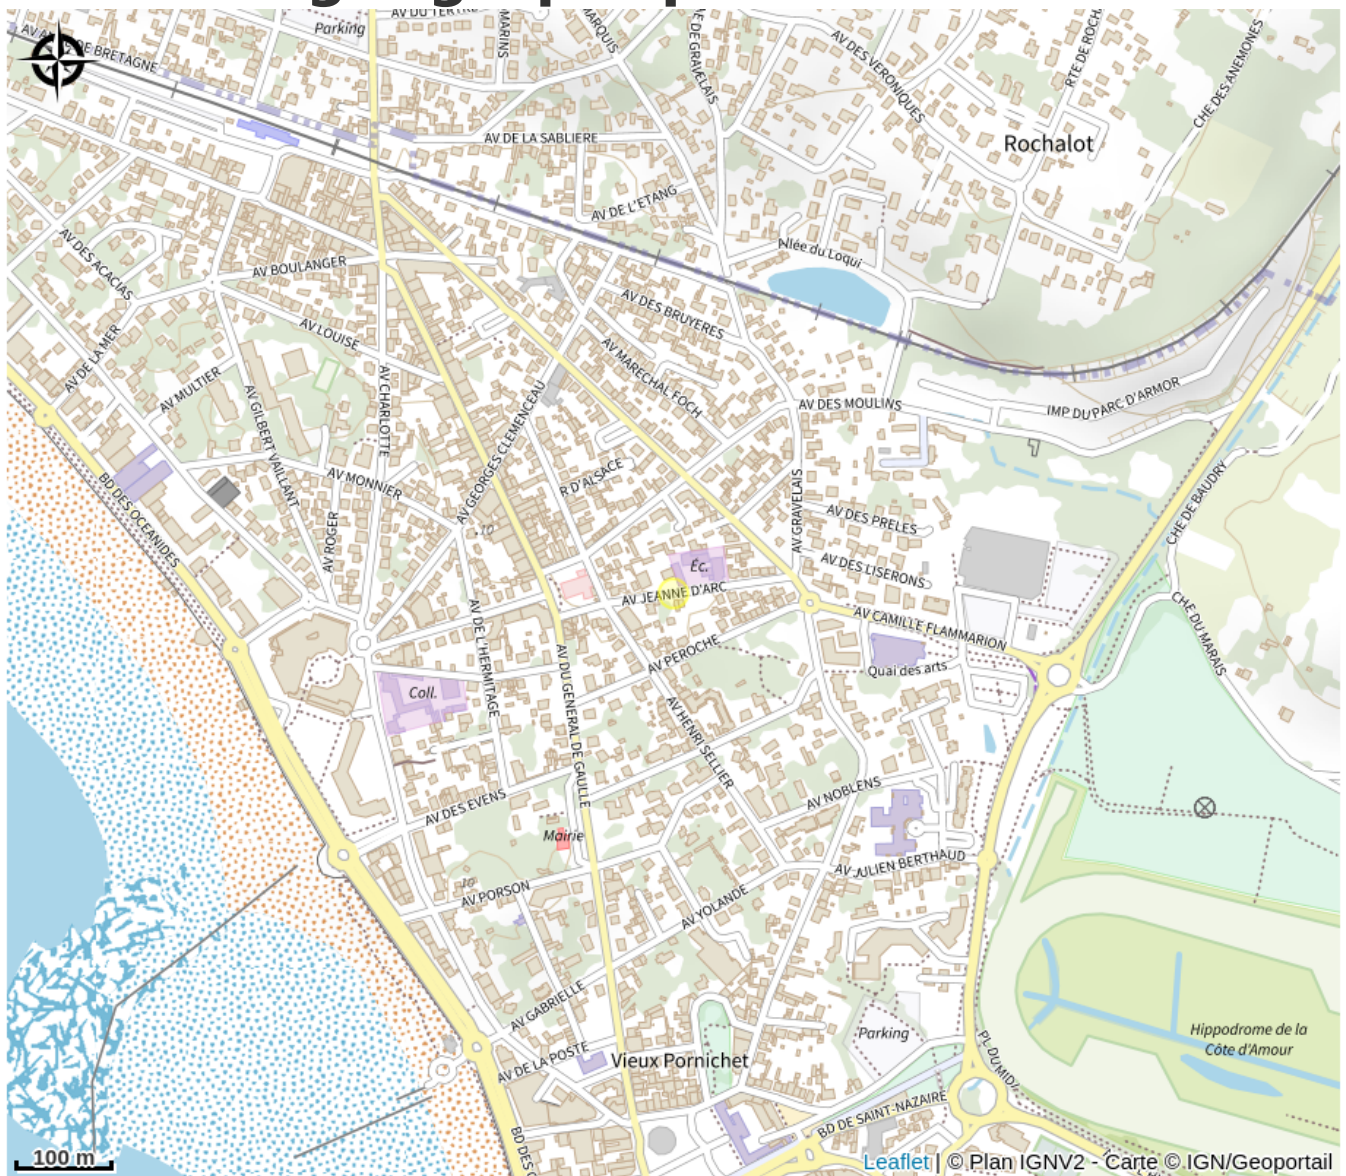 AV DU TERTRE
Parking
MARINS
MARQUIS
DE GRAVELAIS
AV DES VERONIQUES
RTE DE ROCH
CHE DES ANEMONES
DE BRETAGNE
AV DE LA SABLIERE
Rochalot
AV DE L'ETANG
Allée du Loqui
AV DES ACACIAS
AV BOULANGER
AV DES BRUYERES
AV LOUISE
AV DE LA MER
AV MARECHAL FOCH
AV MULTIER
AV CHARLOTTE
AV GILBERT VAILLANT
AV GEORGES CLEMENCEAU
AV DES MOULINS
IMP DU PARC D'ARMOR
BD DES OCEANIDES
AV MONNIER
R D'ALSACE
AV GRAVELAIS
CHE DE BAUDRY
AV ROGER
10
AV DES PRELES
Éc.
AV DES LISERONS
AV JEANNE D'ARC
AV CAMILLE FLAMMARION
CHE DU MARAIS
AV DE L'HERMITAGE
AV PEROCHE
Quai des arts
Coll.
AV DU GENERAL DE GAULLE
AV HENRI SELLIER
AV DES EVENS
AV NOBLENS
Mairie
AV JULIEN BERTHAUD
10
AV PORSON
AV YOLANDE
AV GABRIELLE
Parking
Hippodrome de la
Côte d'Amour
AV DE LA POSTE
Vieux Pornichet
PL DU MIDI
BD DE SAINT-NAZAIRE
BD DES
100 m
Leaflet | © Plan IGNV2 - Carte © IGN/Geoportail